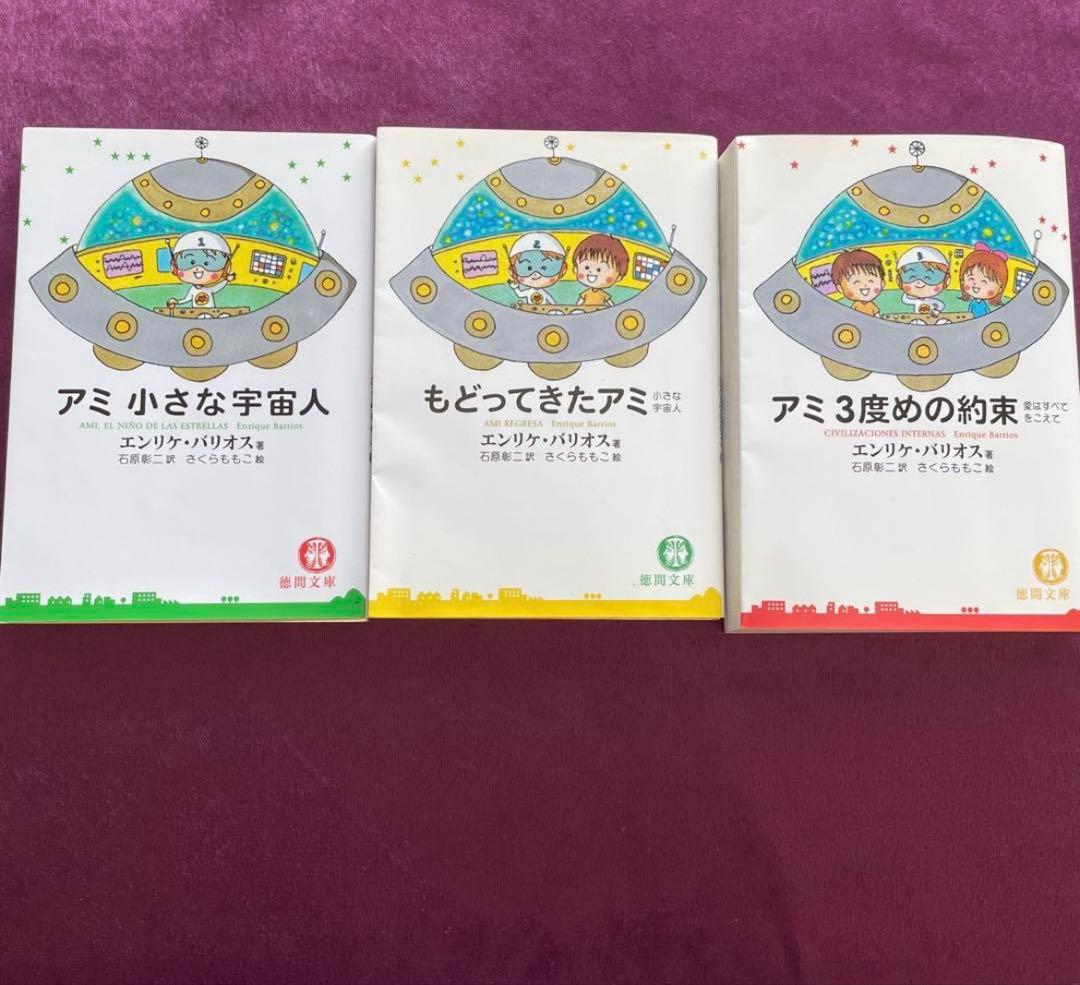 1
アミ 小さな宇宙人
AMI, EL NIÑO DE LAS ESTRELLAS Enrique Barrios
エンリケ・バリオス著
石原彰二訳 さくらももこ絵
徳間文庫
2
もどってきたアミ 小さな
宇宙人
AMI REGRESA Enrique Barrios
エンリケ・バリオス著
石原彰二訳 さくらももこ絵
徳間文庫
3
アミ 3度めの約束 愛はすべて
をこえて
CIVILIZACIONES INTERNAS Enrique Barrios
エンリケ・バリオス著
石原彰二訳 さくらももこ絵
徳間文庫